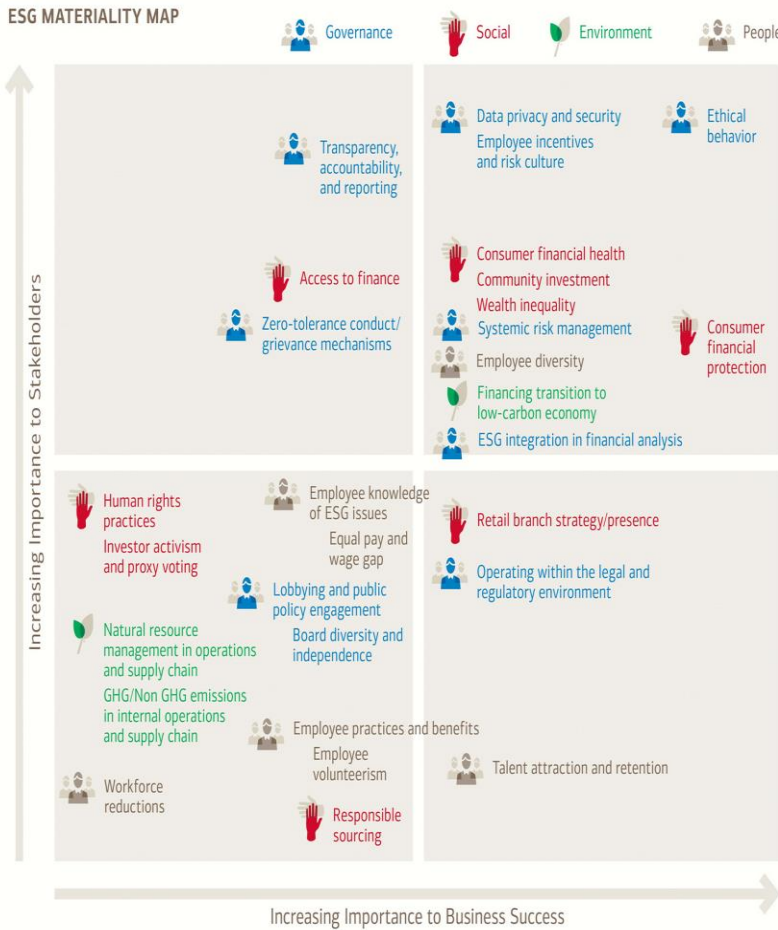 ESG MATERIALITY MAP
Governance
Social
Environment
People
Increasing Importance to Stakeholders
Transparency,
accountability,
and reporting
Access to finance
Zero-tolerance conduct/
grievance mechanisms
Data privacy and security
Employee incentives
and risk culture
Ethical
behavior
Consumer financial health
Community investment
Wealth inequality
Systemic risk management
Consumer
financial
protection
Employee diversity
Financing transition to
low-carbon economy
ESG integration in financial analysis
Human rights
practices
Investor activism
and proxy voting
Employee knowledge
of ESG issues
Equal pay and
wage gap
Lobbying and public
policy engagement
Board diversity and
independence
Natural resource
management in operations
and supply chain
GHG/Non GHG emissions
in internal operations
and supply chain
Employee practices and benefits
Employee
volunteerism
Workforce
reductions
Responsible
sourcing
Retail branch strategy/presence
Operating within the legal and
regulatory environment
Talent attraction and retention
Increasing Importance to Business Success